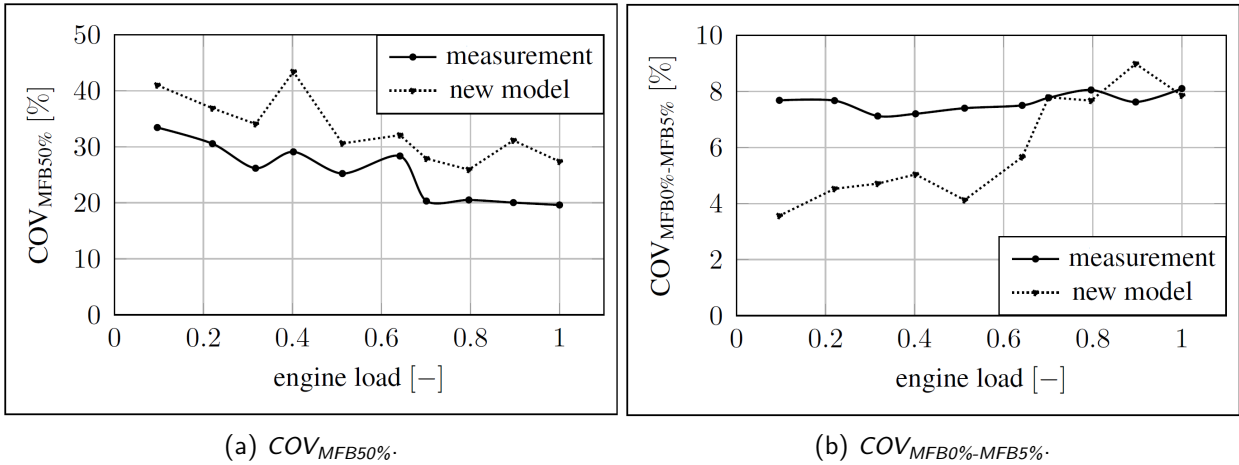 COV_MFB50% [%]
50
40
30
20
10
0
0 0.2 0.4 0.6 0.8 1
engine load [−]
measurement
new model
(a) COV_MFB50%.
COV_MFB0%-MFB5% [%]
10
8
6
4
2
0
0 0.2 0.4 0.6 0.8 1
engine load [−]
measurement
new model
(b) COV_MFB0%-MFB5%.